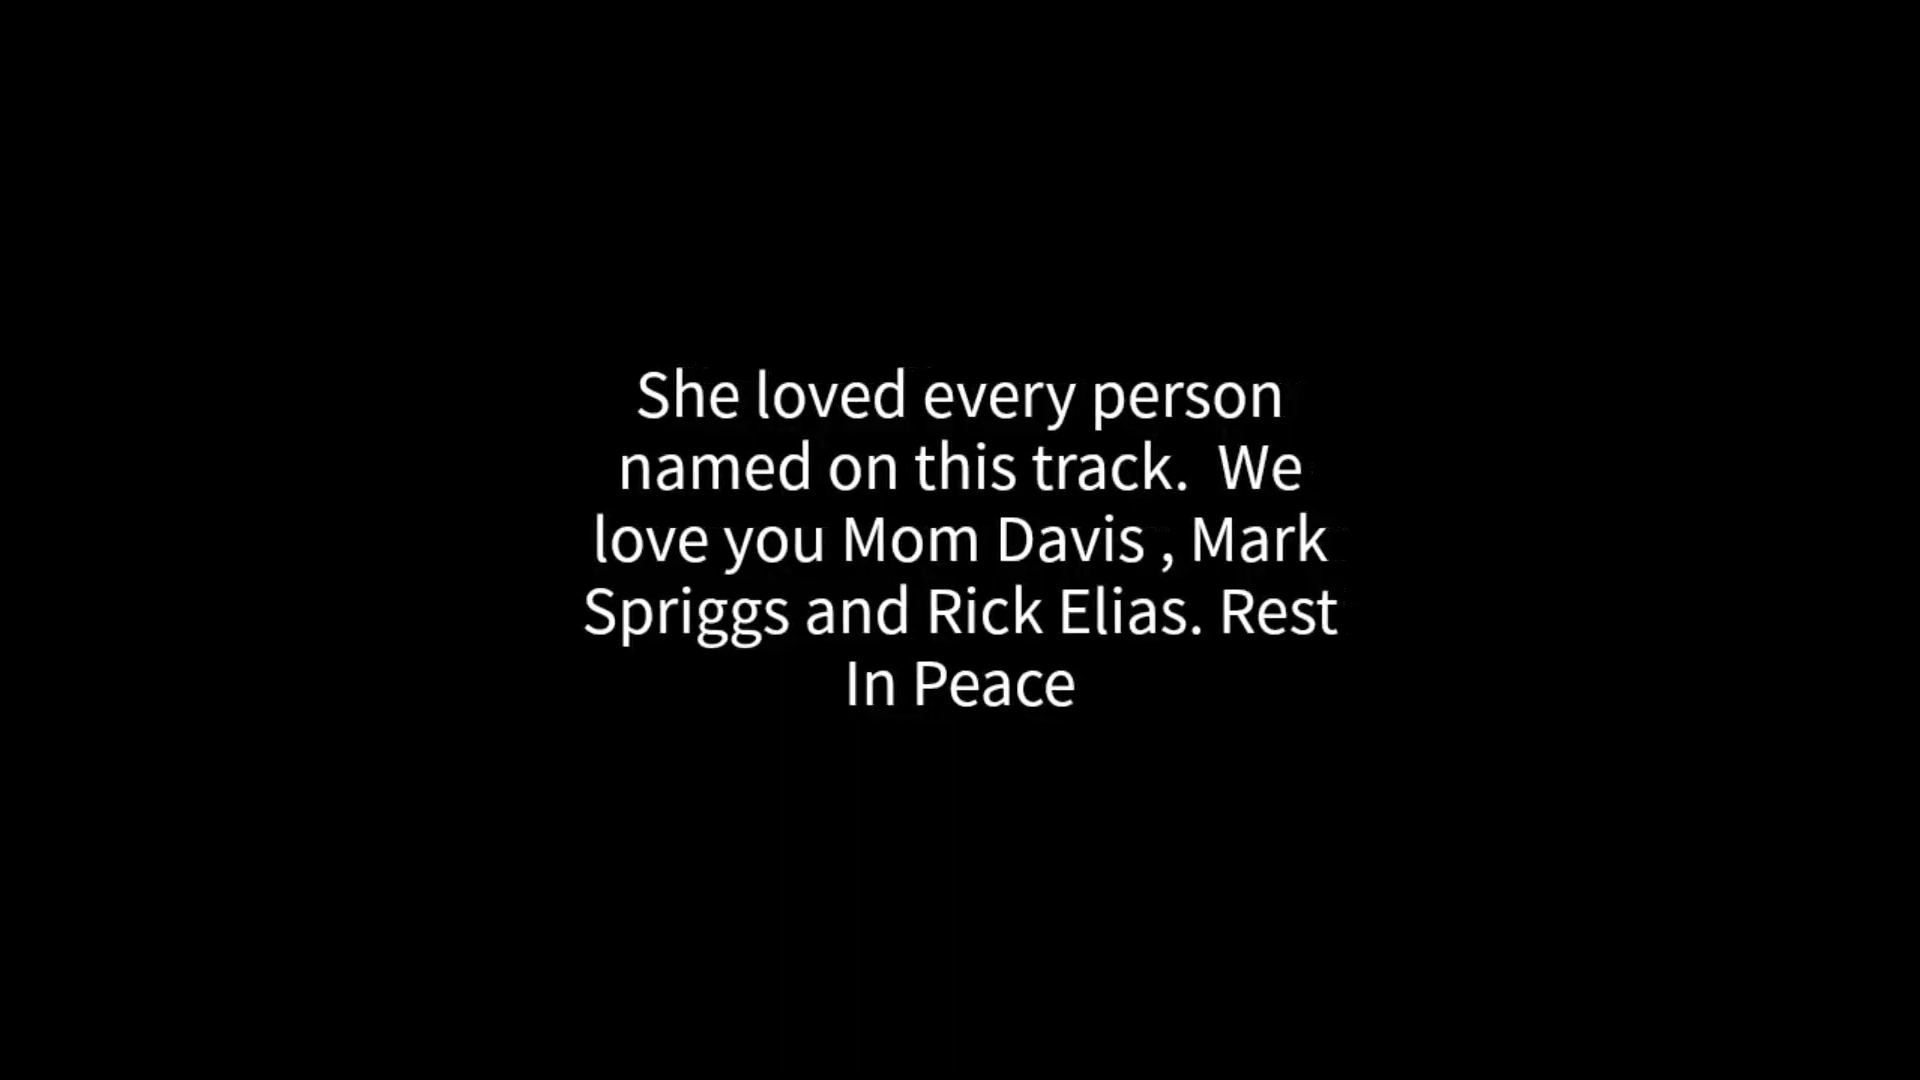 She loved every person
named on this track.  We
love you Mom Davis , Mark
Spriggs and Rick Elias. Rest
In Peace